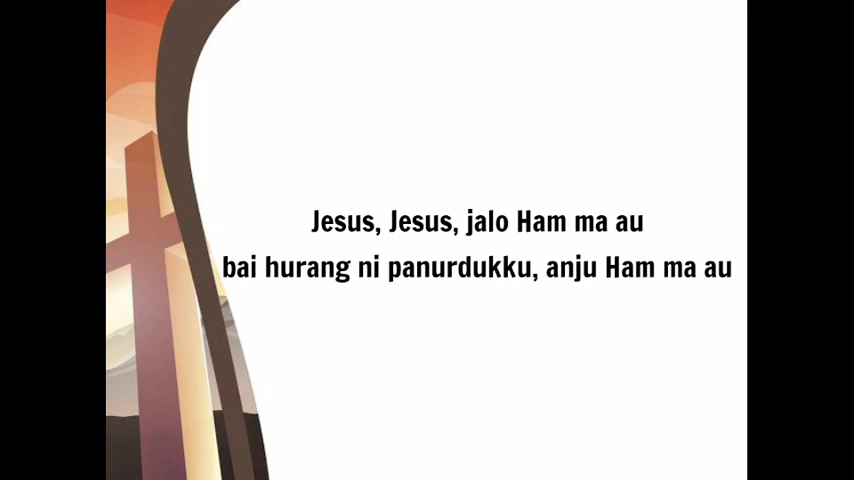 Jesus, Jesus, jalo Ham ma au
bai hurang ni panurdukku, anju Ham ma au